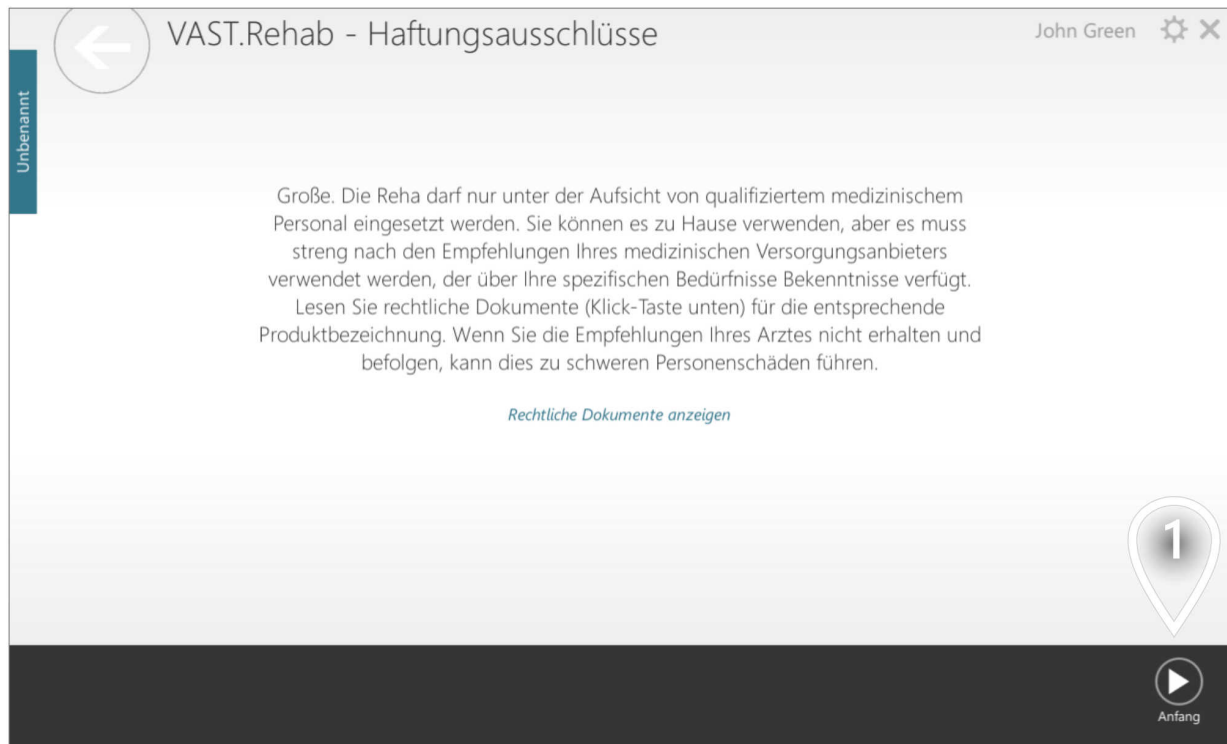 VAST.Rehab - Haftungsausschlüsse
John Green
Unbenannt
Große. Die Reha darf nur unter der Aufsicht von qualifiziertem medizinischem
Personal eingesetzt werden. Sie können es zu Hause verwenden, aber es muss
streng nach den Empfehlungen Ihres medizinischen Versorgungsanbieters
verwendet werden, der über Ihre spezifischen Bedürfnisse Bekenntnisse verfügt.
Lesen Sie rechtliche Dokumente (Klick-Taste unten) für die entsprechende
Produktbezeichnung. Wenn Sie die Empfehlungen Ihres Arztes nicht erhalten und
befolgen, kann dies zu schweren Personenschäden führen.
Rechtliche Dokumente anzeigen
1
Anfang